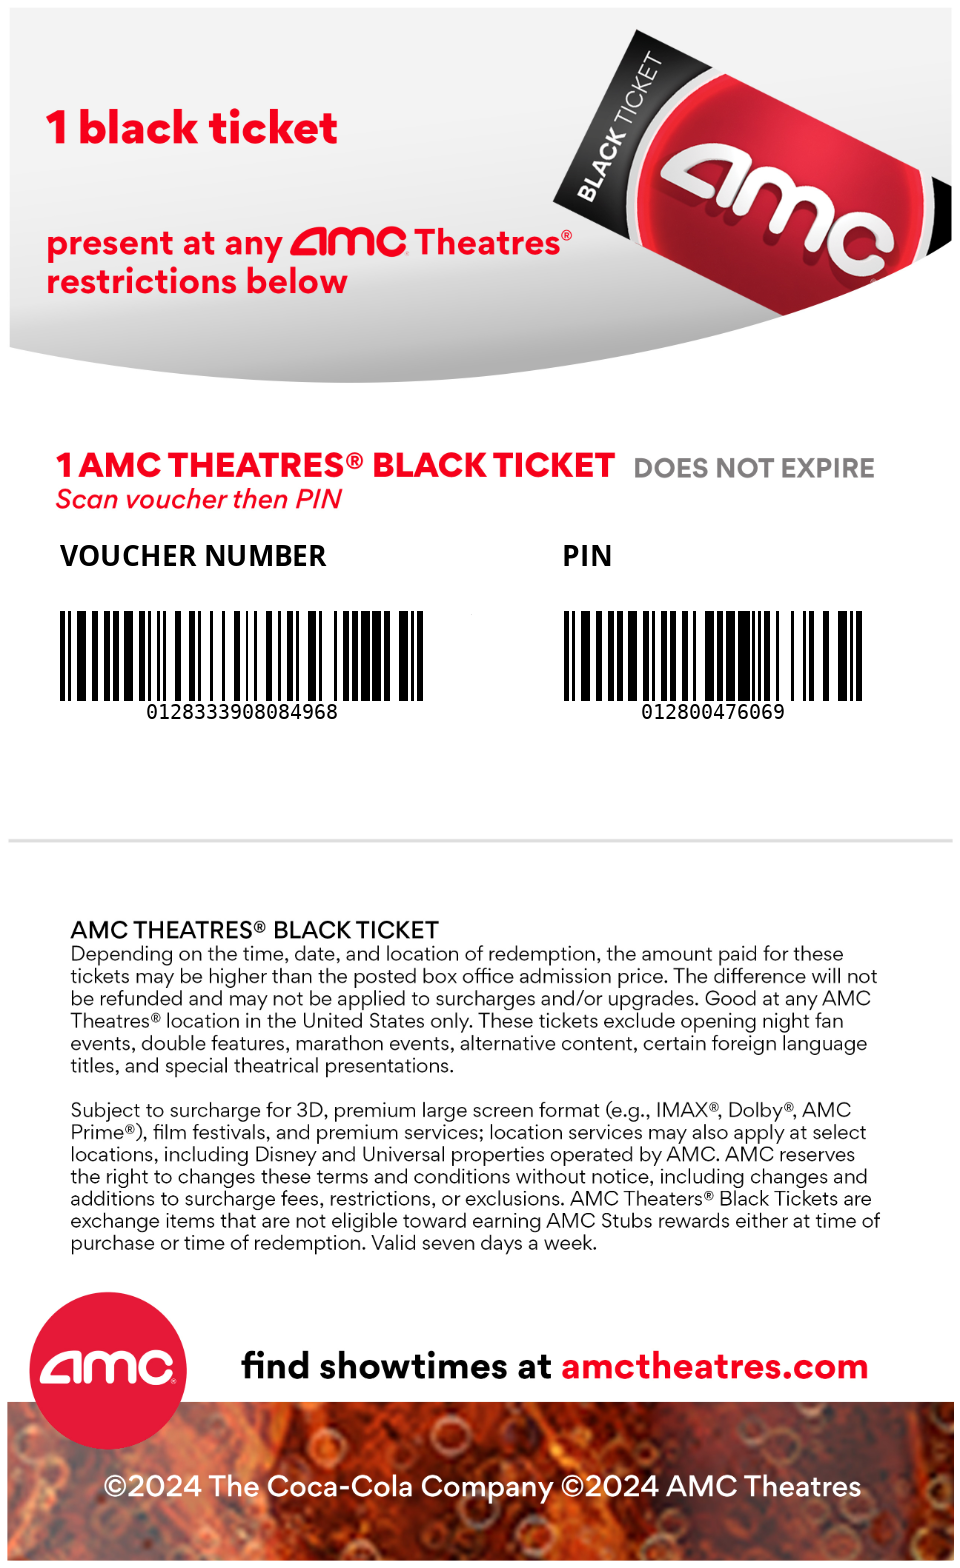 BLACK TICKET
amc
1 black ticket
present at any amc Theatres®
restrictions below
1 AMC THEATRES® BLACK TICKET DOES NOT EXPIRE
Scan voucher then PIN
VOUCHER NUMBER PIN
0128333908084968 012800476069
AMC THEATRES® BLACK TICKET
Depending on the time, date, and location of redemption, the amount paid for these
tickets may be higher than the posted box office admission price. The difference will not
be refunded and may not be applied to surcharges and/or upgrades. Good at any AMC
Theatres® location in the United States only. These tickets exclude opening night fan
events, double features, marathon events, alternative content, certain foreign language
titles, and special theatrical presentations.
Subject to surcharge for 3D, premium large screen format (e.g., IMAX®, Dolby®, AMC
Prime®), film festivals, and premium services; location services may also apply at select
locations, including Disney and Universal properties operated by AMC. AMC reserves
the right to changes these terms and conditions without notice, including changes and
additions to surcharge fees, restrictions, or exclusions. AMC Theaters® Black Tickets are
exchange items that are not eligible toward earning AMC Stubs rewards either at time of
purchase or time of redemption. Valid seven days a week.
amc®
find showtimes at amctheatres.com
©2024 The Coca-Cola Company ©2024 AMC Theatres